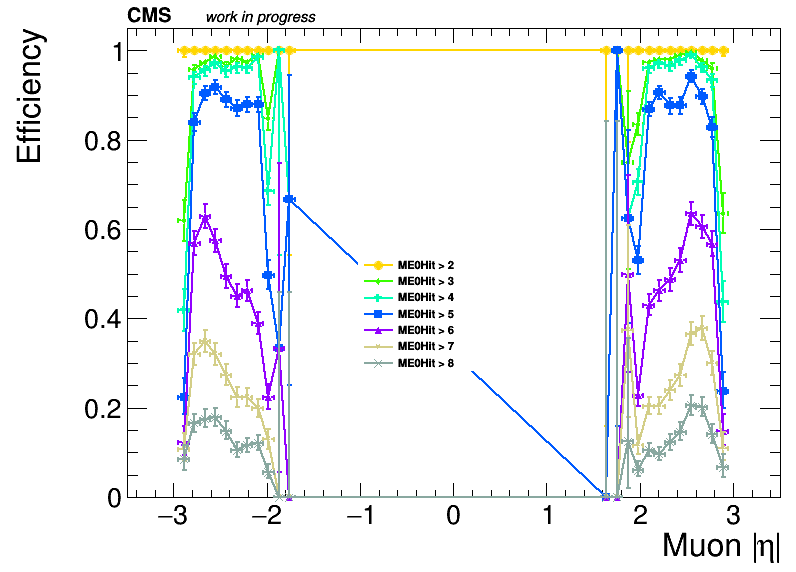 CMS work in progress
Efficiency
1
0.8
0.6
0.4
0.2
0
ME0Hit > 2
ME0Hit > 3
ME0Hit > 4
ME0Hit > 5
ME0Hit > 6
ME0Hit > 7
ME0Hit > 8
−3 −2 −1 0 1 2 3
Muon |η|